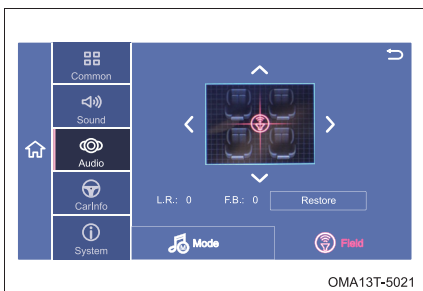 Common
Sound
Audio
CarInfo
System
L.R.: 0 F.B.: 0 Restore
Mode Field
OMA13T-5021